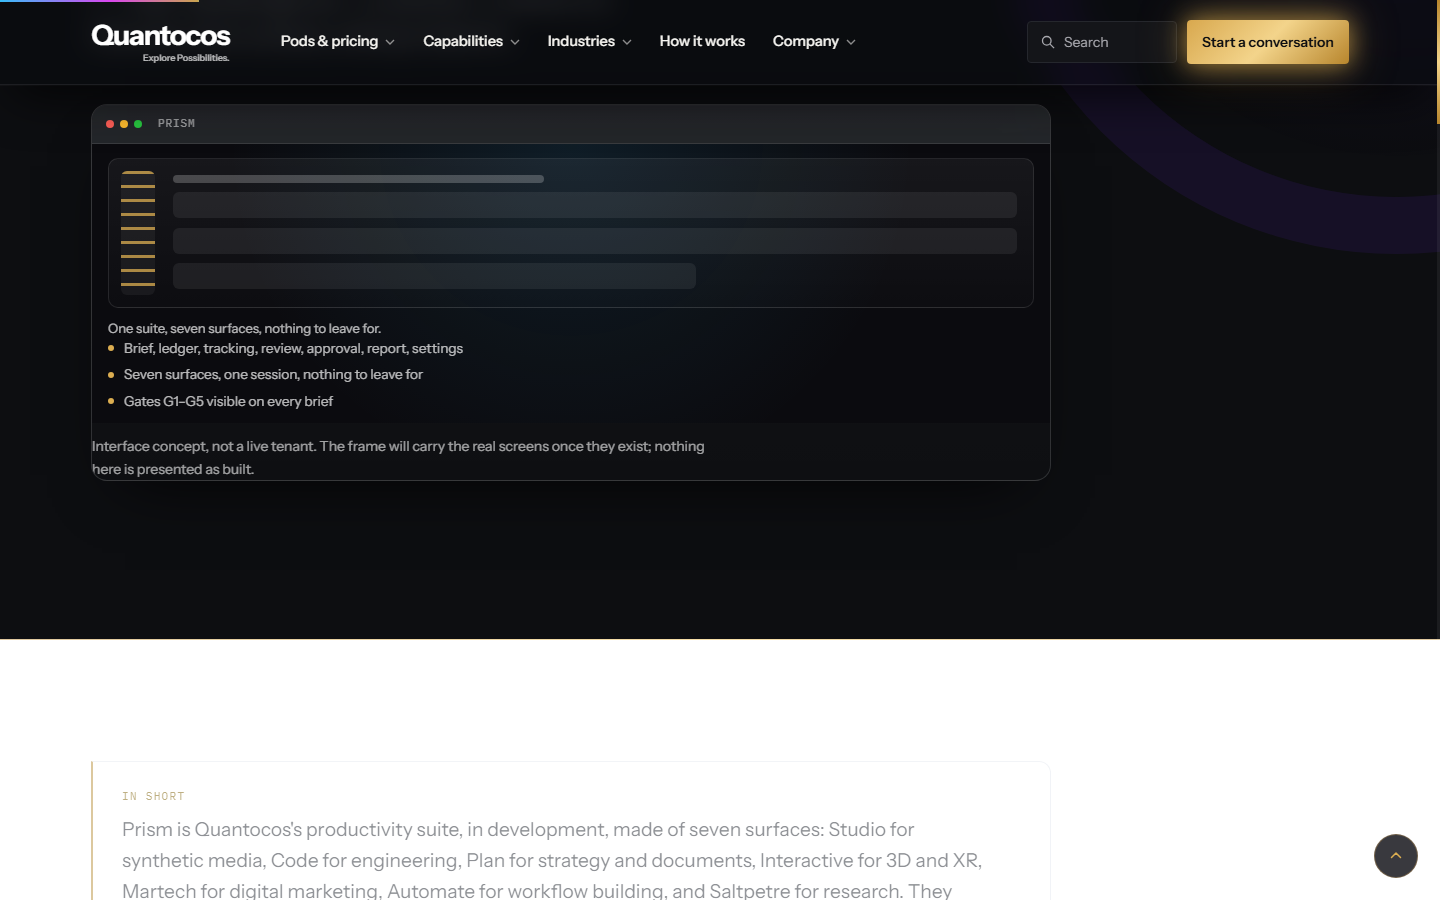 Quantocos
Explore Possibilities.
Pods & pricing
Capabilities
Industries
How it works
Company
Search
Start a conversation
PRISM
One suite, seven surfaces, nothing to leave for.
Brief, ledger, tracking, review, approval, report, settings
Seven surfaces, one session, nothing to leave for
Gates G1–G5 visible on every brief
Interface concept, not a live tenant. The frame will carry the real screens once they exist; nothing
here is presented as built.
IN SHORT
Prism is Quantocos's productivity suite, in development, made of seven surfaces: Studio for
synthetic media, Code for engineering, Plan for strategy and documents, Interactive for 3D and XR,
Martech for digital marketing, Automate for workflow building, and Saltpetre for research. They